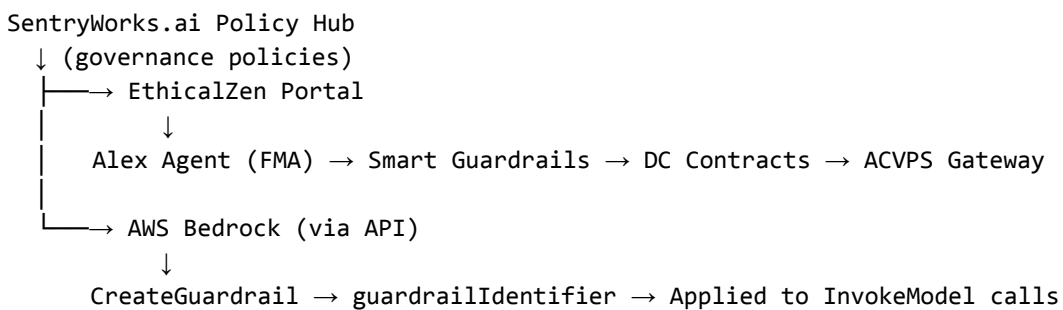 SentryWorks.ai Policy Hub
↓ (governance policies)
├──→ EthicalZen Portal
│ ↓
│ Alex Agent (FMA) → Smart Guardrails → DC Contracts → ACVPS Gateway
│
└──→ AWS Bedrock (via API)
↓
CreateGuardrail → guardrailIdentifier → Applied to InvokeModel calls